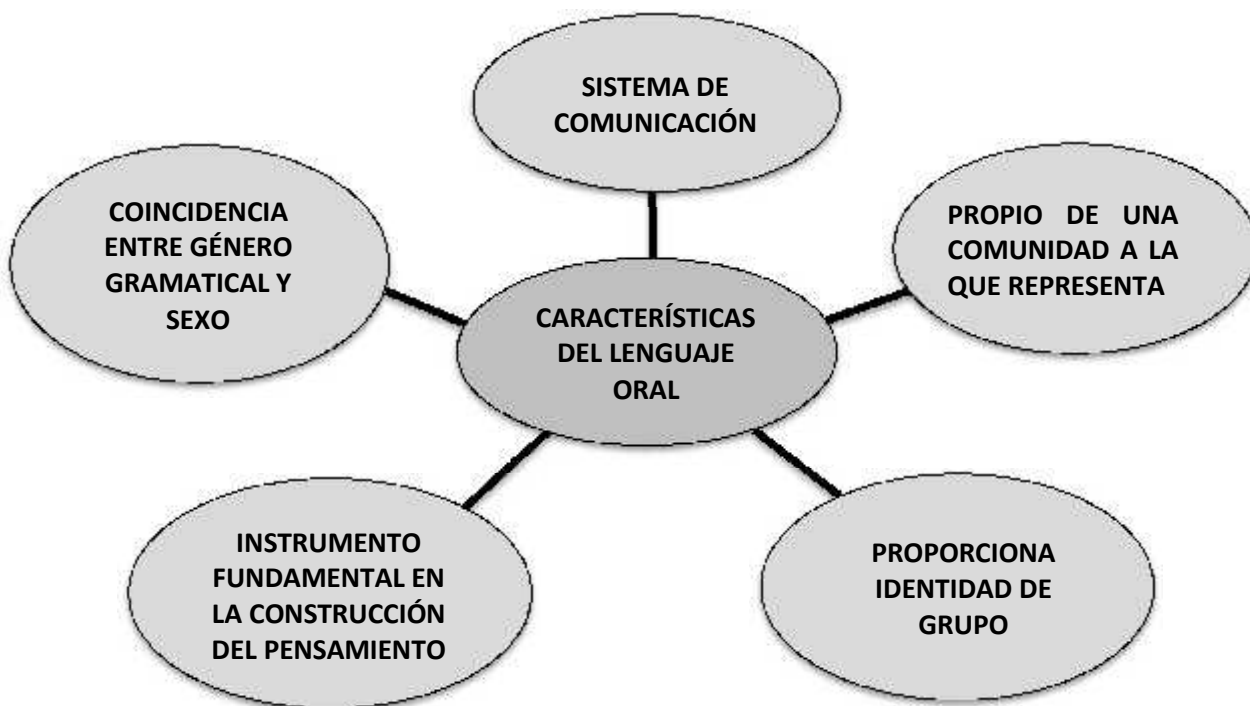 SISTEMA DE
COMUNICACIÓN
COINCIDENCIA
ENTRE GÉNERO
GRAMATICAL Y
SEXO
PROPIO DE UNA
COMUNIDAD A LA
QUE REPRESENTA
CARACTERÍSTICAS
DEL LENGUAJE
ORAL
INSTRUMENTO
FUNDAMENTAL EN
LA CONSTRUCCIÓN
DEL PENSAMIENTO
PROPORCIONA
IDENTIDAD DE
GRUPO